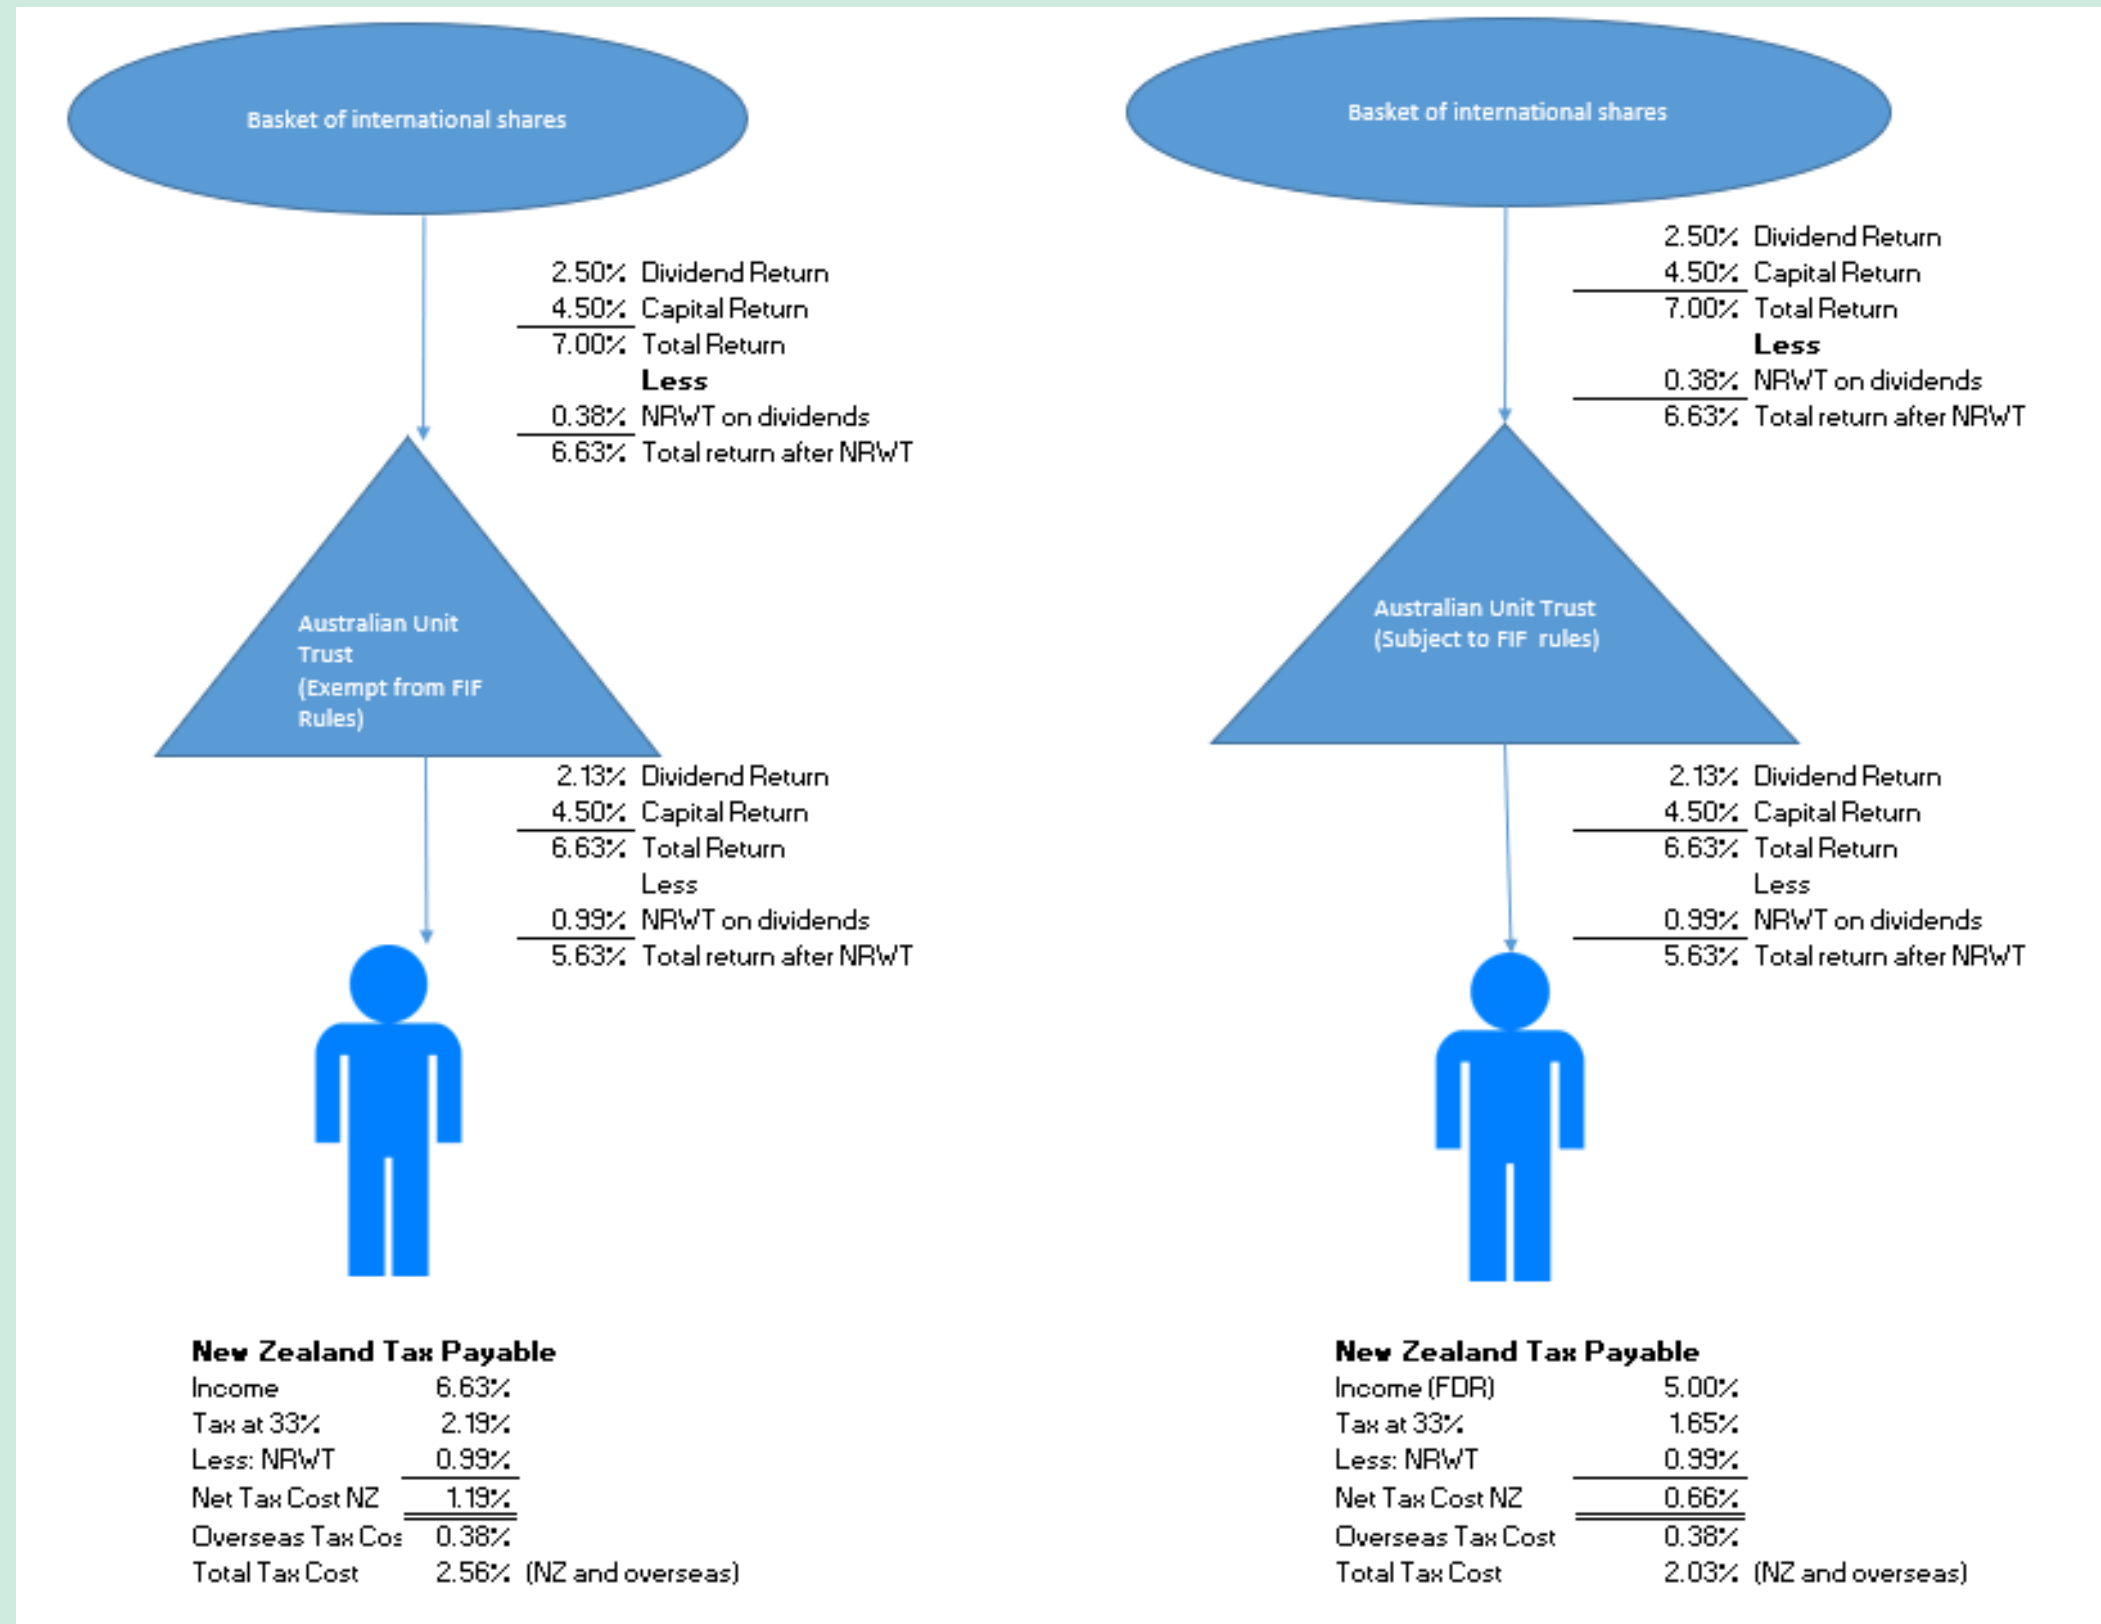 Basket of international shares
2.50% Dividend Return
4.50% Capital Return
7.00% Total Return
Less
0.38% NRWT on dividends
6.63% Total return after NRWT
Australian Unit
Trust
(Exempt from FIF
Rules)
2.13% Dividend Return
4.50% Capital Return
6.63% Total Return
Less
0.99% NRWT on dividends
5.63% Total return after NRWT
New Zealand Tax Payable
Income 6.63%
Tax at 33% 2.19%
Less: NRWT 0.99%
Net Tax Cost NZ 1.19%
Overseas Tax Cos 0.38%
Total Tax Cost 2.56% (NZ and overseas)
Basket of international shares
2.50% Dividend Return
4.50% Capital Return
7.00% Total Return
Less
0.38% NRWT on dividends
6.63% Total return after NRWT
Australian Unit Trust
(Subject to FIF rules)
2.13% Dividend Return
4.50% Capital Return
6.63% Total Return
Less
0.99% NRWT on dividends
5.63% Total return after NRWT
New Zealand Tax Payable
Income (FDR) 5.00%
Tax at 33% 1.65%
Less: NRWT 0.99%
Net Tax Cost NZ 0.66%
Overseas Tax Cost 0.38%
Total Tax Cost 2.03% (NZ and overseas)